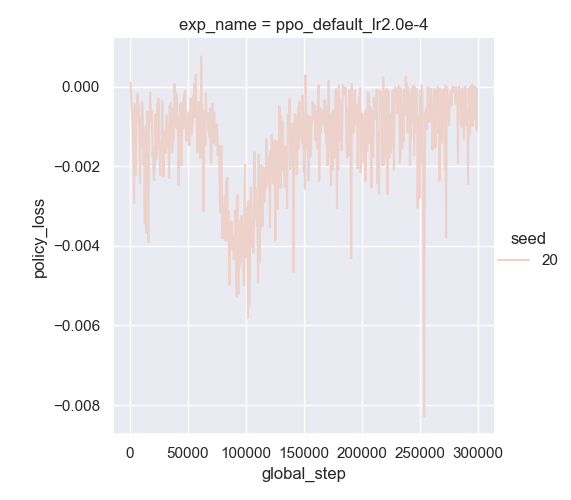 exp_name = ppo_default_lr2.0e-4
0.000
−0.002
−0.004
−0.006
−0.008
policy_loss
0 50000 100000 150000 200000 250000 300000
global_step
seed
20